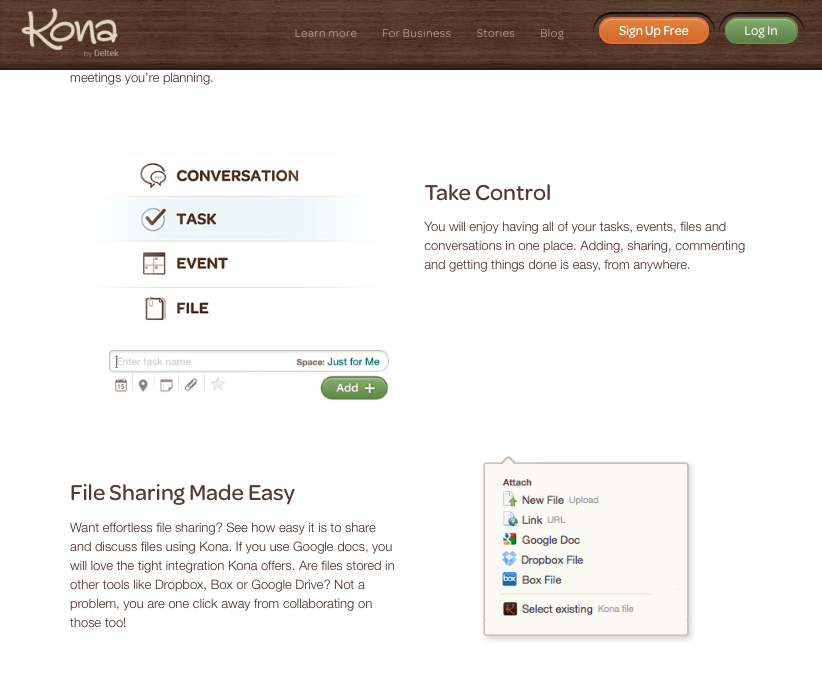 Kona
by Deltek
Learn more
For Business
Stories
Blog
Sign Up Free
Log In
meetings you're planning.
CONVERSATION
TASK
EVENT
FILE
Enter task name
Space: Just for Me
15
Add +
Take Control
You will enjoy having all of your tasks, events, files and
conversations in one place. Adding, sharing, commenting
and getting things done is easy, from anywhere.
File Sharing Made Easy
Want effortless file sharing? See how easy it is to share
and discuss files using Kona. If you use Google docs, you
will love the tight integration Kona offers. Are files stored in
other tools like Dropbox, Box or Google Drive? Not a
problem, you are one click away from collaborating on
those too!
Attach
New File Upload
Link URL
Google Doc
Dropbox File
box Box File
Select existing Kona file